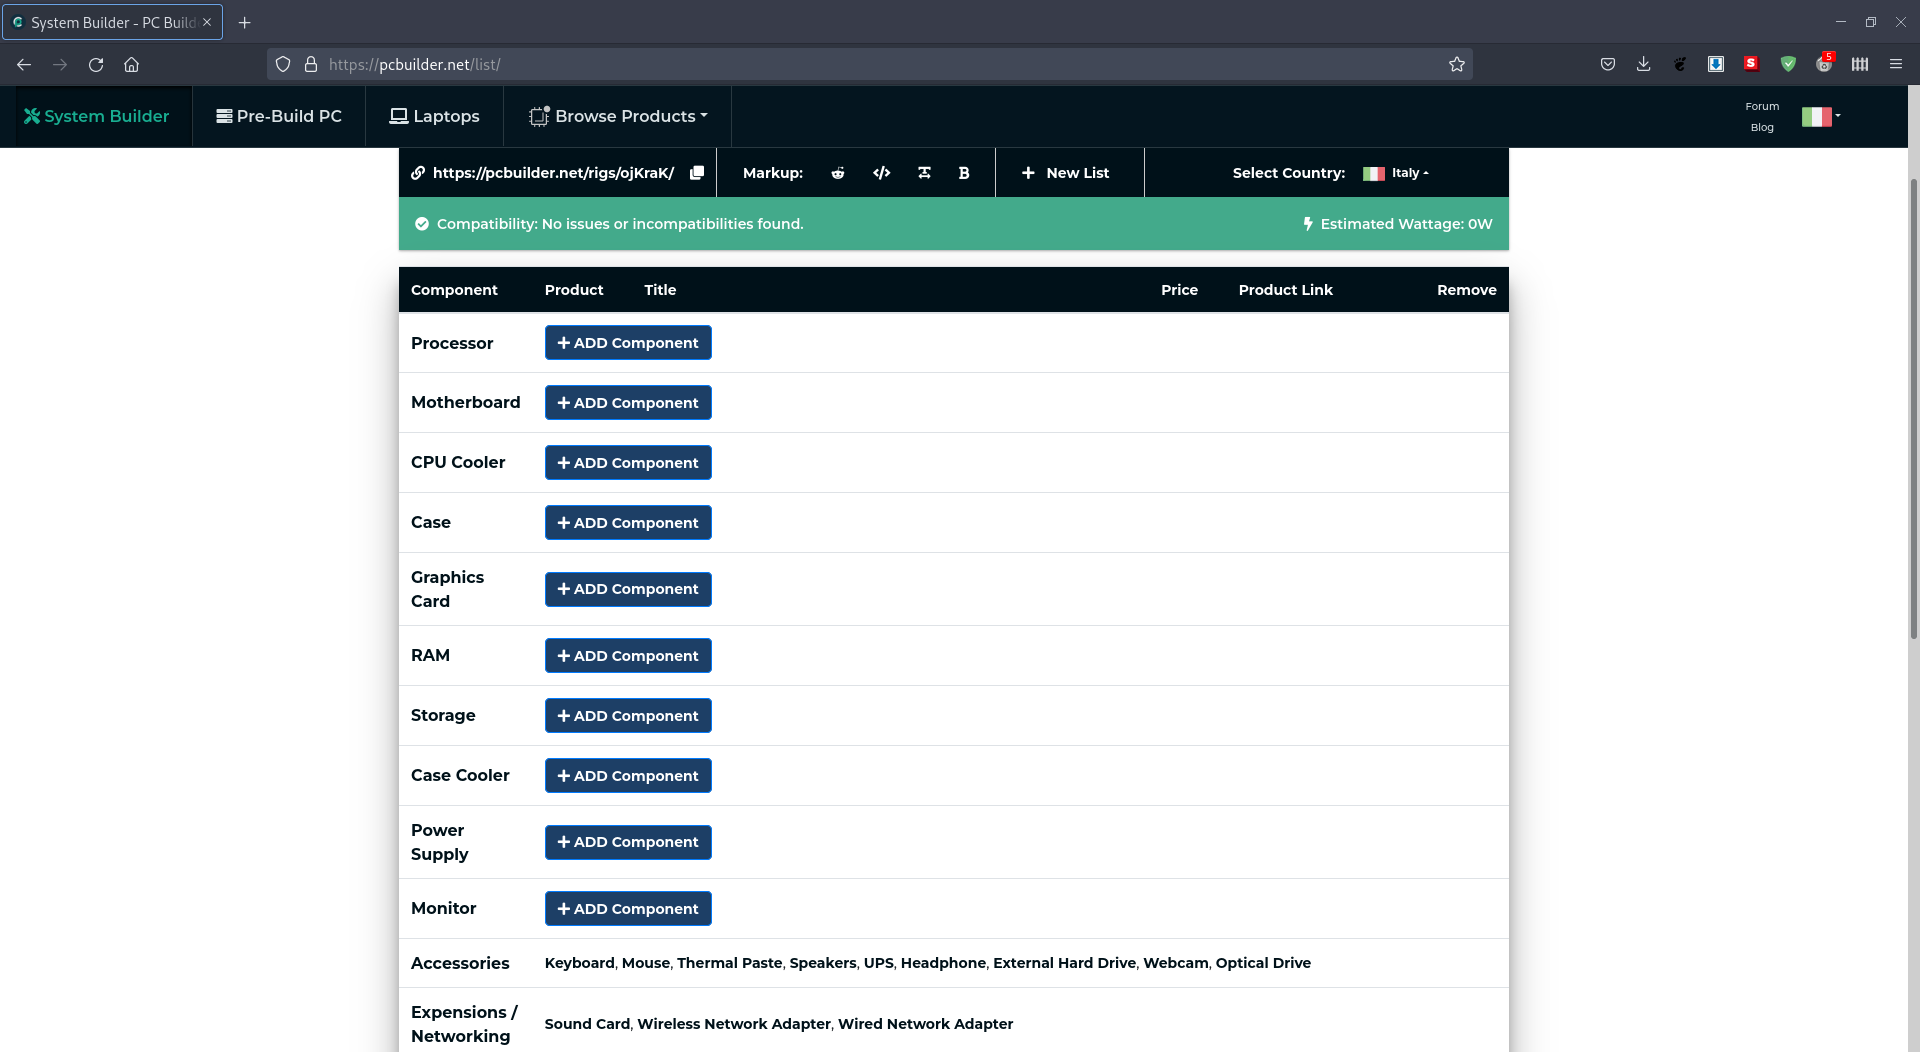 System Builder - PC Build
https://pcbuilder.net/list/
5
System Builder
Pre-Build PC
Laptops
Browse Products
Forum
Blog
https://pcbuilder.net/rigs/ojKraK/
Markup:
New List
Select Country:
Italy
Compatibility: No issues or incompatibilities found.
Estimated Wattage: 0W
Component Product Title Price Product Link Remove
Processor ADD Component
Motherboard ADD Component
CPU Cooler ADD Component
Case ADD Component
Graphics
Card
ADD Component
RAM ADD Component
Storage ADD Component
Case Cooler ADD Component
Power
Supply
ADD Component
Monitor ADD Component
Accessories Keyboard, Mouse, Thermal Paste, Speakers, UPS, Headphone, External Hard Drive, Webcam, Optical Drive
Expensions /
Networking
Sound Card, Wireless Network Adapter, Wired Network Adapter